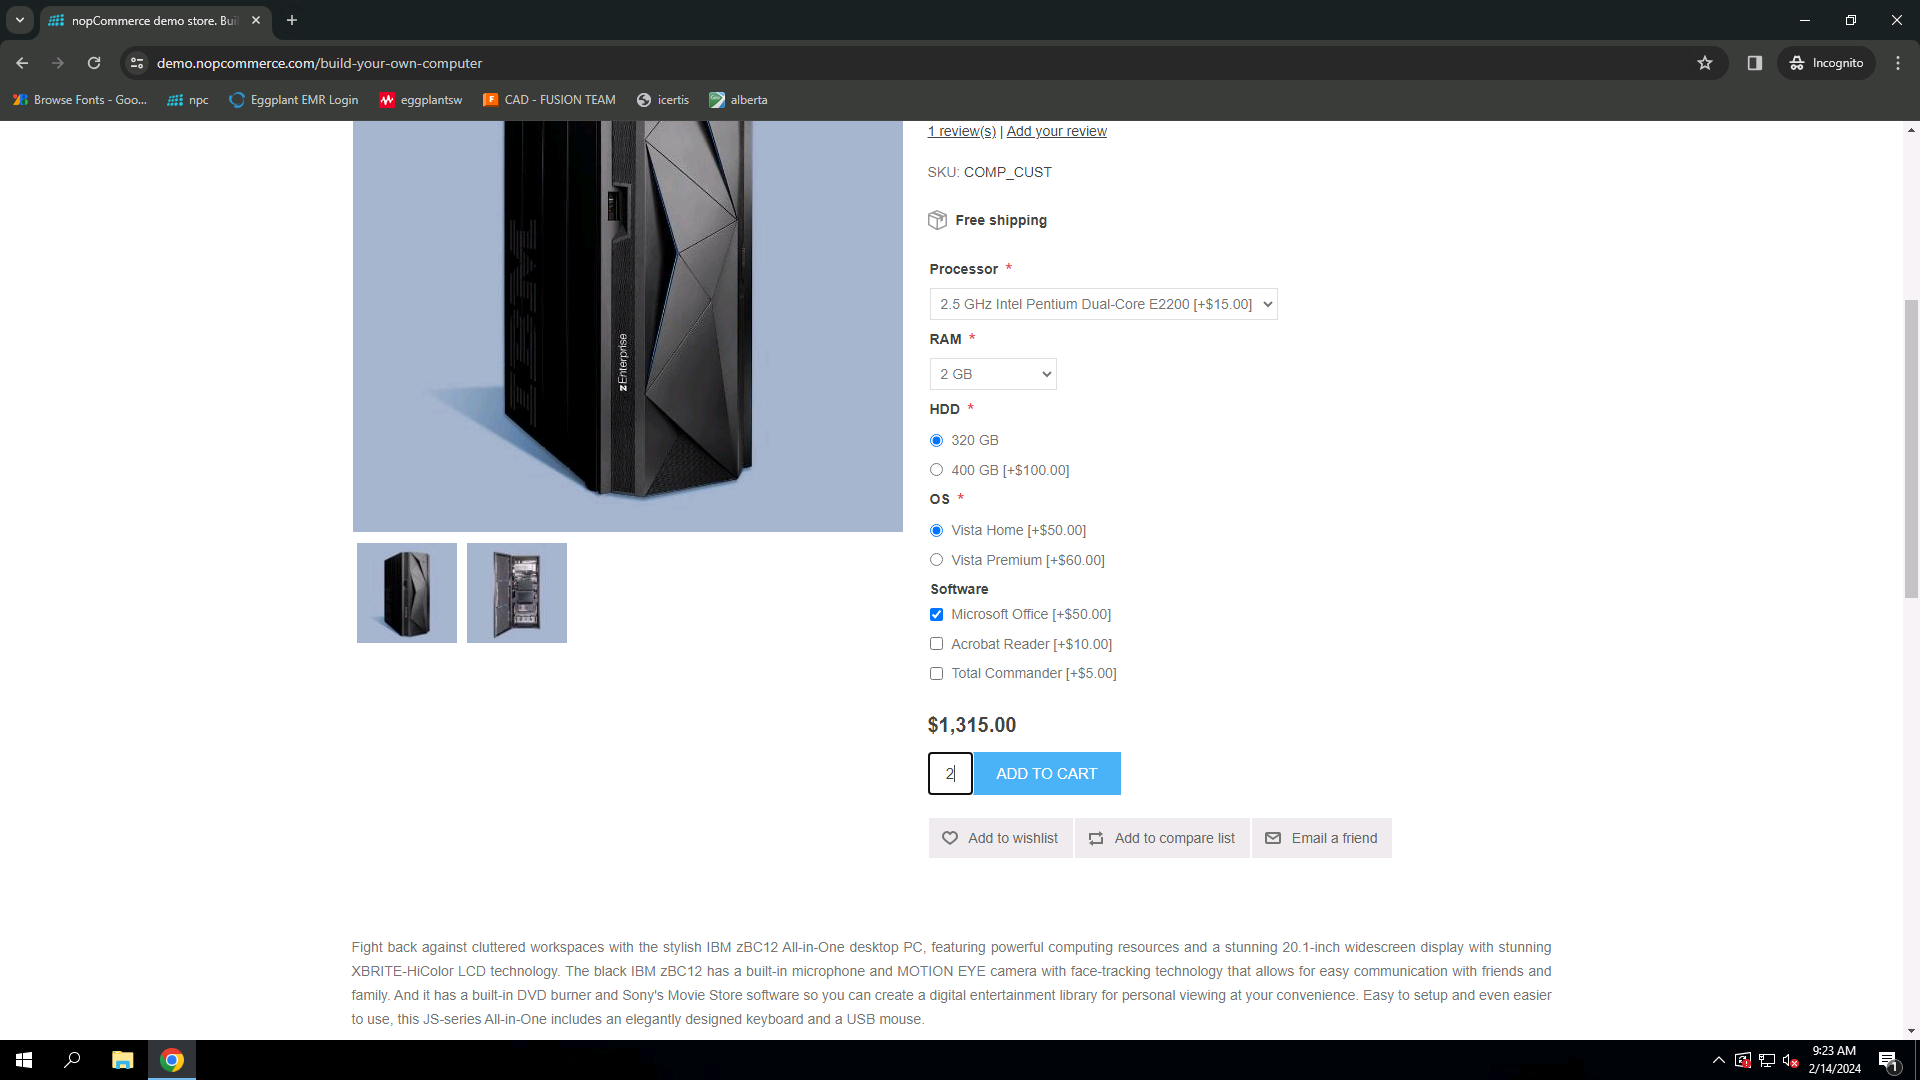 nopCommerce demo store. Bui
demo.nopcommerce.com/build-your-own-computer
Incognito
Browse Fonts - Goo...
npc
Eggplant EMR Login
eggplantsw
CAD - FUSION TEAM
icertis
alberta
1 review(s) | Add your review
SKU: COMP_CUST
Free shipping
Processor *
2.5 GHz Intel Pentium Dual-Core E2200 [+$15.00]
RAM *
2 GB
HDD *
320 GB
400 GB [+$100.00]
OS *
Vista Home [+$50.00]
Vista Premium [+$60.00]
Software
Microsoft Office [+$50.00]
Acrobat Reader [+$10.00]
Total Commander [+$5.00]
$1,315.00
2 ADD TO CART
Add to wishlist
Add to compare list
Email a friend
IBM
zEnterprise
Fight back against cluttered workspaces with the stylish IBM zBC12 All-in-One desktop PC, featuring powerful computing resources and a stunning 20.1-inch widescreen display with stunning
XBRITE-HiColor LCD technology. The black IBM zBC12 has a built-in microphone and MOTION EYE camera with face-tracking technology that allows for easy communication with friends and
family. And it has a built-in DVD burner and Sony's Movie Store software so you can create a digital entertainment library for personal viewing at your convenience. Easy to setup and even easier
to use, this JS-series All-in-One includes an elegantly designed keyboard and a USB mouse.
9:23 AM
2/14/2024
1